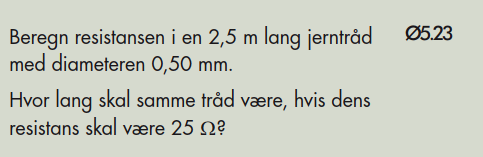 Beregn resistansen i en 2,5 m lang jerntråd
Ø5.23
med diameteren 0,50 mm.
Hvor lang skal samme tråd være, hvis dens
resistans skal være 25 Ω?